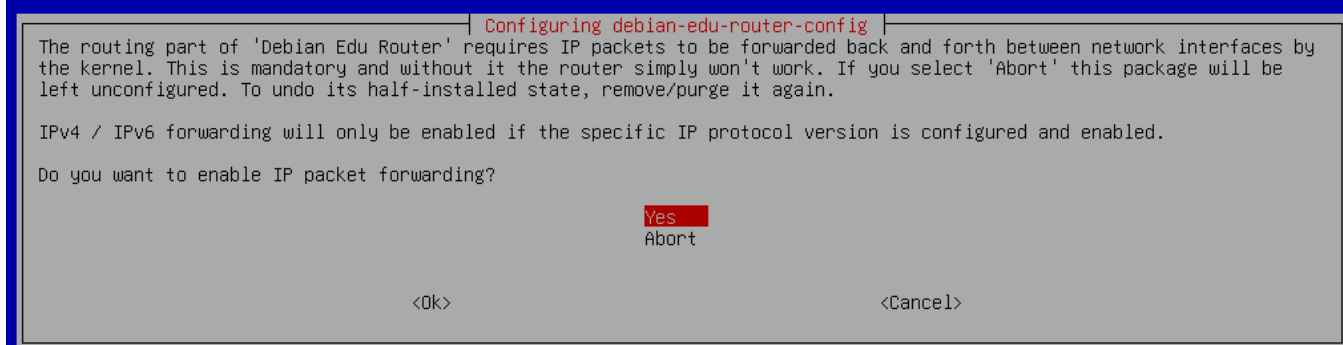 Configuring debian-edu-router-config
The routing part of 'Debian Edu Router' requires IP packets to be forwarded back and forth between network interfaces by
the kernel. This is mandatory and without it the router simply won't work. If you select 'Abort' this package will be
left unconfigured. To undo its half-installed state, remove/purge it again.
IPv4 / IPv6 forwarding will only be enabled if the specific IP protocol version is configured and enabled.
Do you want to enable IP packet forwarding?
Yes
Abort
<Ok> <Cancel>